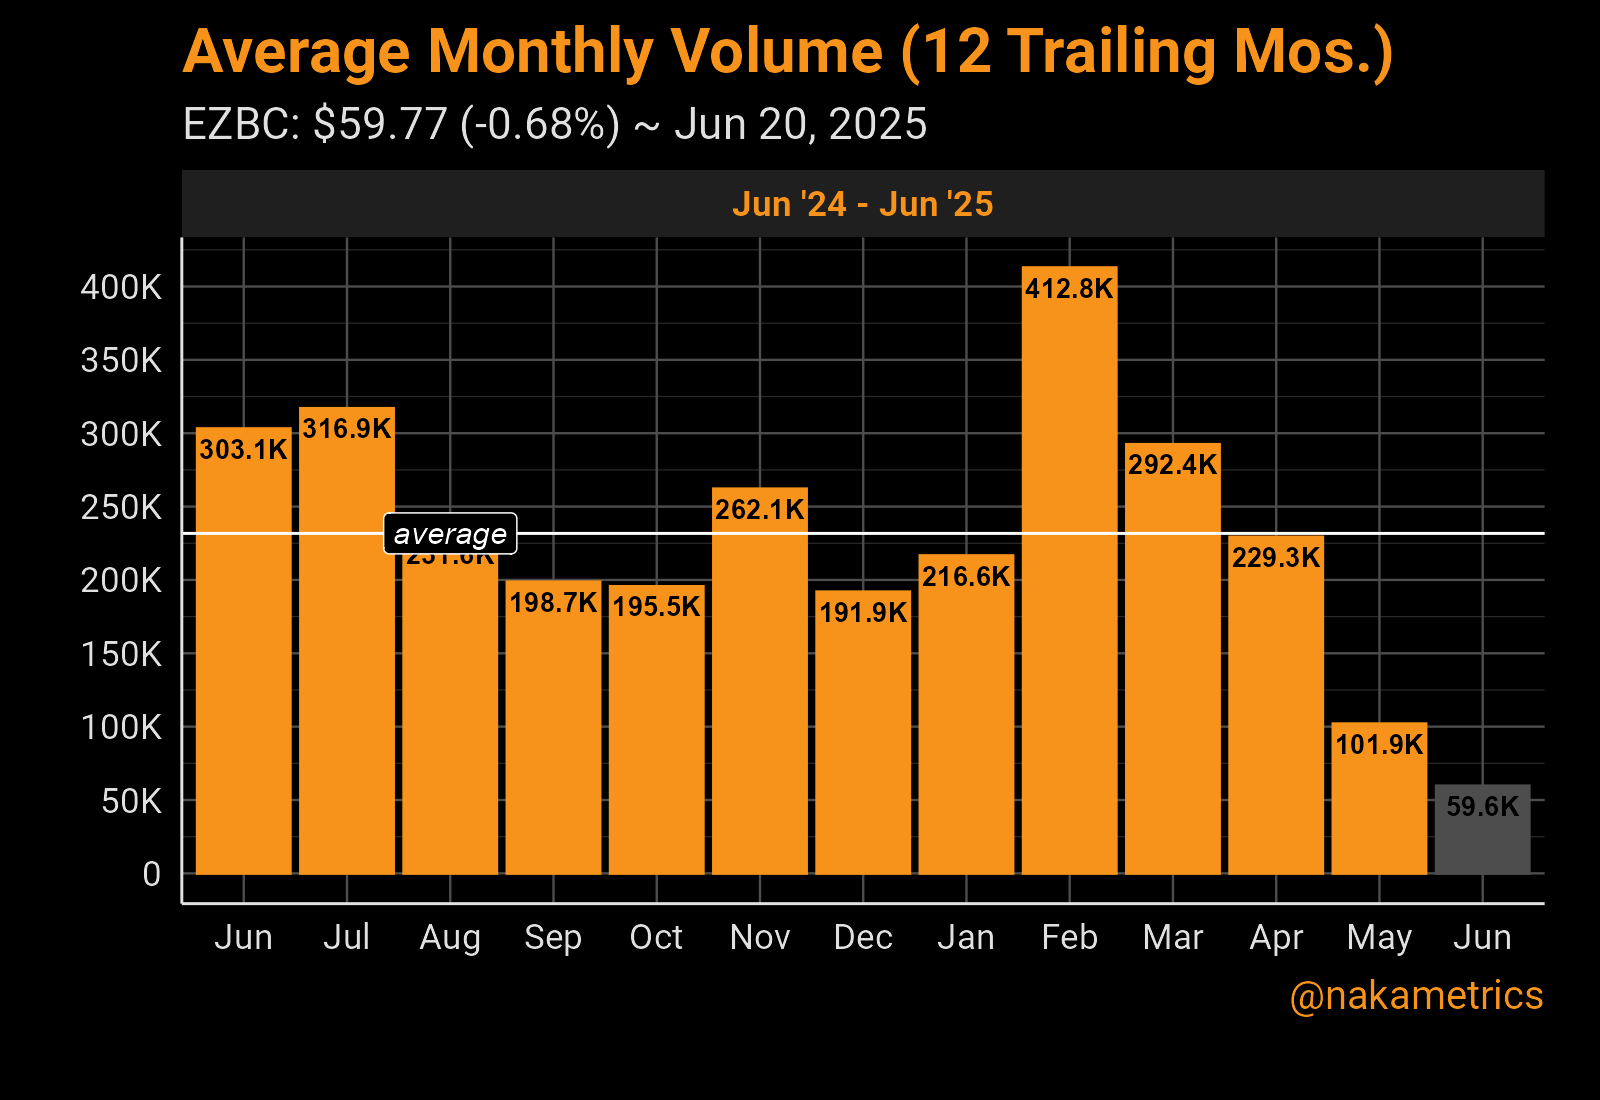 Average Monthly Volume (12 Trailing Mos.)
EZBC: $59.77 (-0.68%) ~ Jun 20, 2025
Jun '24 - Jun '25
400K
350K
300K
250K
200K
150K
100K
50K
0
303.1K
316.9K
average
198.7K
195.5K
262.1K
191.9K
216.6K
412.8K
292.4K
229.3K
101.9K
59.6K
Jun Jul Aug Sep Oct Nov Dec Jan Feb Mar Apr May Jun
@nakametrics